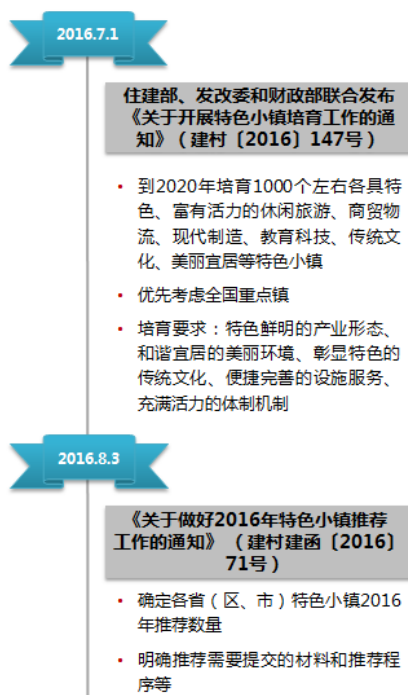 2016.7.1
住建部、发改委和财政部联合发布
《关于开展特色小镇培育工作的通
知》（建村〔2016〕147号）
• 到2020年培育1000个左右各具特
色、富有活力的休闲旅游、商贸物
流、现代制造、教育科技、传统文
化、美丽宜居等特色小镇
• 优先考虑全国重点镇
• 培育要求：特色鲜明的产业形态、
和谐宜居的美丽环境、彰显特色的
传统文化、便捷完善的设施服务、
充满活力的体制机制
2016.8.3
《关于做好2016年特色小镇推荐
工作的通知》 （建村建函〔2016〕
71号）
• 确定各省（区、市）特色小镇2016
年推荐数量
• 明确推荐需要提交的材料和推荐程
序等